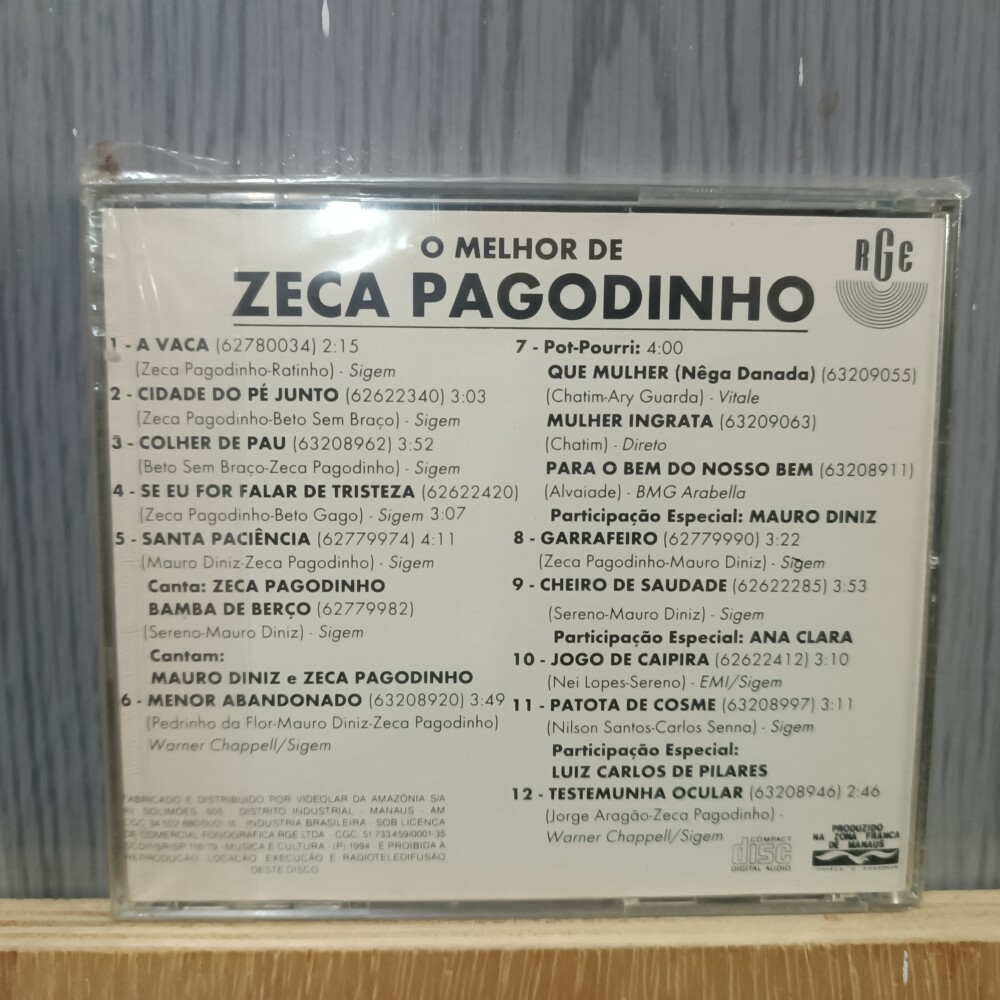 O MELHOR DE
ZECA PAGODINHO
RGE
1 - A VACA (62780034) 2:15
(Zeca Pagodinho-Ratinho) - Sigem
2 - CIDADE DO PÉ JUNTO (62622340) 3:03
(Zeca Pagodinho-Beto Sem Braço) - Sigem
3 - COLHER DE PAU (63208962) 3:52
(Beto Sem Braço-Zeca Pagodinho) - Sigem
4 - SE EU FOR FALAR DE TRISTEZA (62622420)
(Zeca Pagodinho-Beto Gago) - Sigem 3:07
5 - SANTA PACIÊNCIA (62779974) 4:11
(Mauro Diniz-Zeca Pagodinho) - Sigem
Canta: ZECA PAGODINHO
BAMBA DE BERÇO (62779982)
(Sereno-Mauro Diniz) - Sigem
Cantam:
MAURO DINIZ e ZECA PAGODINHO
6 - MENOR ABANDONADO (63208920) 3:49
(Pedrinho da Flor-Mauro Diniz-Zeca Pagodinho)
Warner Chappell/Sigem
7 - Pot-Pourri: 4:00
QUE MULHER (Nêga Danada) (63209055)
(Chatim-Ary Guarda) - Vitale
MULHER INGRATA (63209063)
(Chatim) - Direto
PARA O BEM DO NOSSO BEM (63208911)
(Alvaiade) - BMG Arabella
Participação Especial: MAURO DINIZ
8 - GARRAFEIRO (62779990) 3:22
(Zeca Pagodinho-Mauro Diniz) - Sigem
9 - CHEIRO DE SAUDADE (62622285) 3:53
(Sereno-Mauro Diniz) - Sigem
Participação Especial: ANA CLARA
10 - JOGO DE CAIPIRA (62622412) 3:10
(Nei Lopes-Sereno) - EMI/Sigem
11 - PATOTA DE COSME (63208997) 3:11
(Nilson Santos-Carlos Senna) - Sigem
Participação Especial:
LUIZ CARLOS DE PILARES
12 - TESTEMUNHA OCULAR (63208946) 2:46
(Jorge Aragão-Zeca Pagodinho) -
Warner Chappell/Sigem
FABRICADO E DISTRIBUIDO POR VIDEOLAR DA AMAZÔNIA S/A
SOLIMÕES 505 DISTRITO INDUSTRIAL MANAUS - AM
INDUSTRIA BRASILEIRA SOB LICENÇA
DE COMERCIAL FONOGRAFICA RGE LTDA CGC 51 733 459/0001-35
MUSICA E CULTURA (P) 1994 E PROIBIDA A
REPRODUÇÃO, LOCAÇÃO EXECUÇÃO E RADIOTELEDIFUSÃO
DESTE DISCO
COMPACT
disc
DIGITAL AUDIO
PRODUZIDO
NA ZONA FRANCA
DE MANAUS
CONHEÇA O AMAZONAS